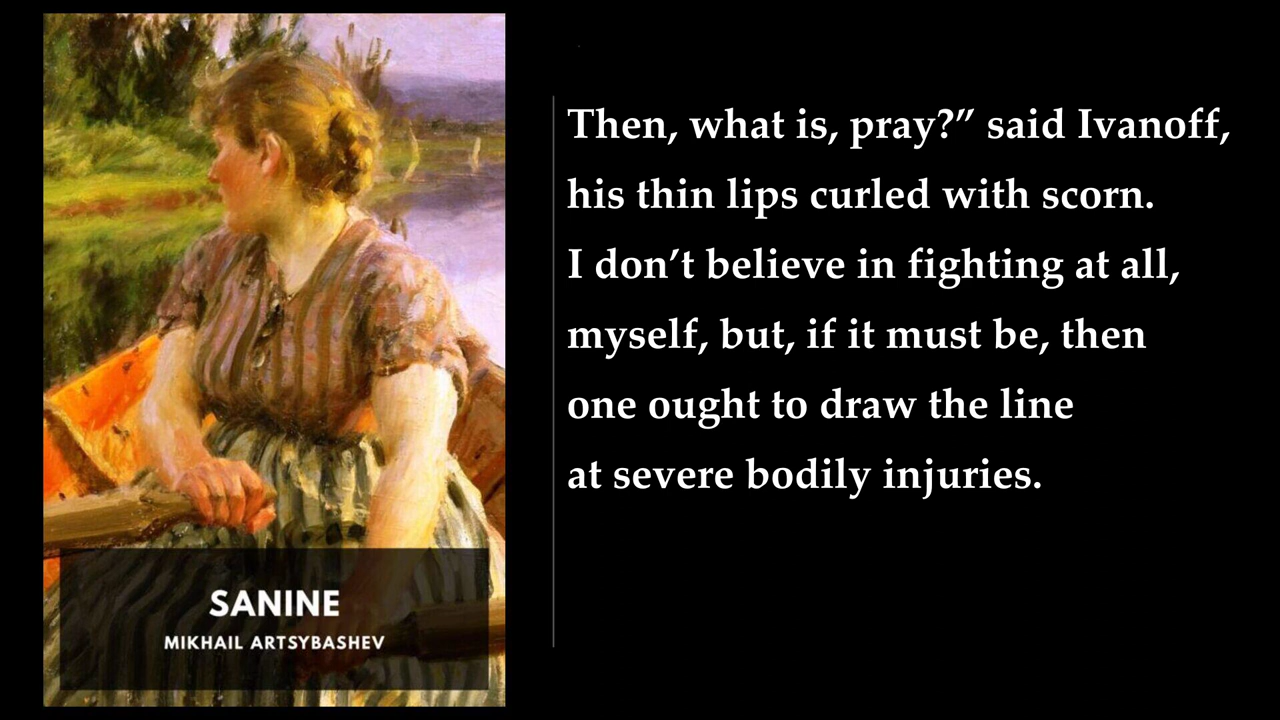 Then, what is, pray?” said Ivanoff,
his thin lips curled with scorn.
I don’t believe in fighting at all,
myself, but, if it must be, then
one ought to draw the line
at severe bodily injuries.
SANINE
MIKHAIL ARTSYBASHEV